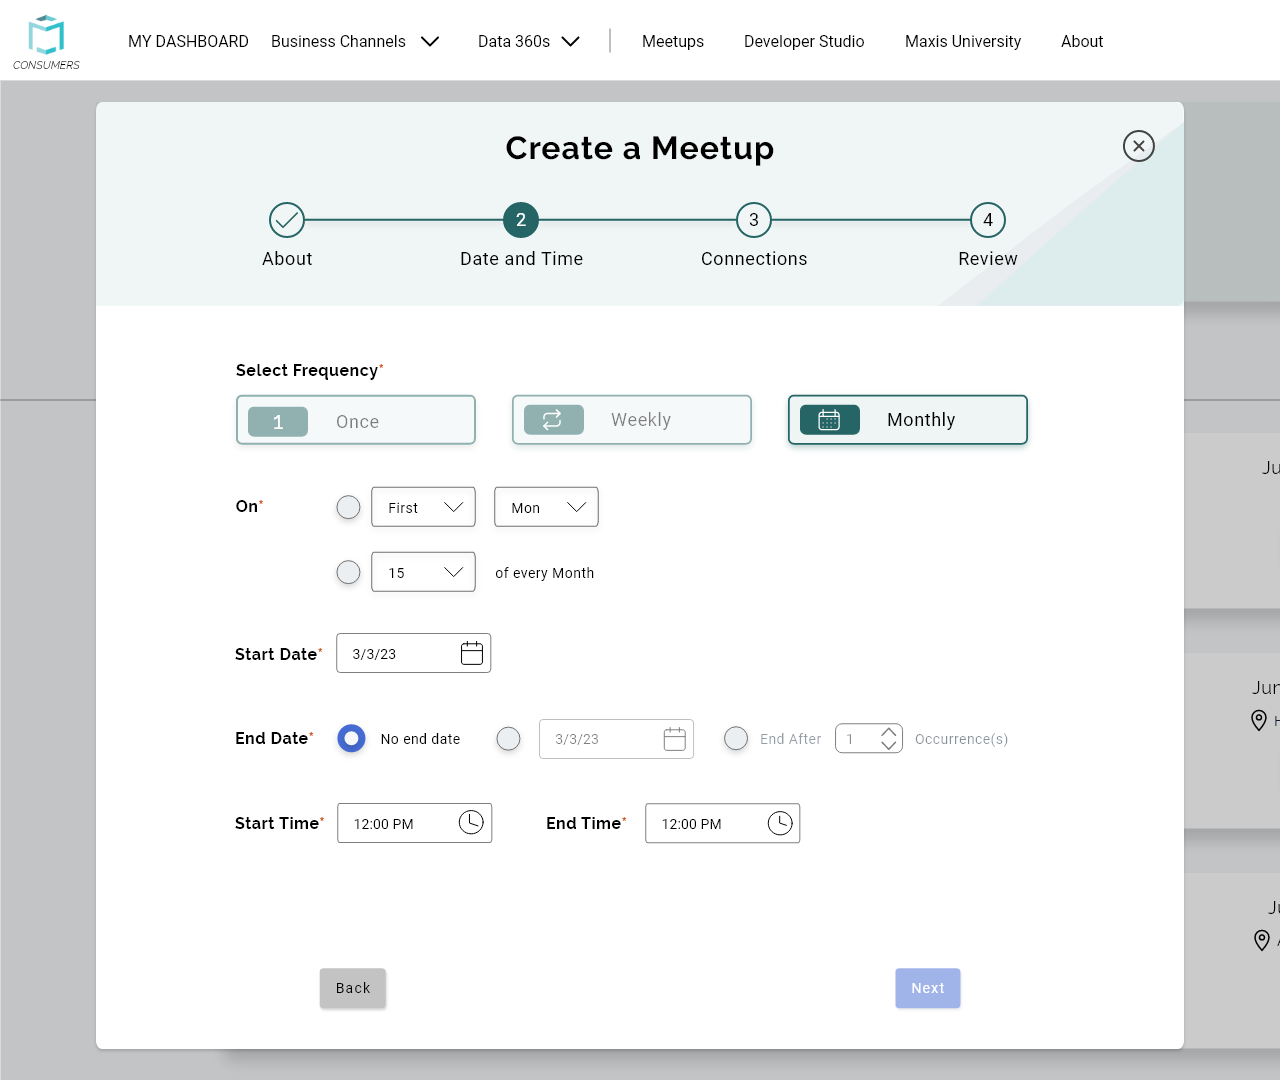 CONSUMERS
MY DASHBOARD Business Channels Data 360s Meetups Developer Studio Maxis University About
Create a Meetup
2 3 4
About Date and Time Connections Review
Select Frequency*
1 Once Weekly Monthly
On* First Mon
15 of every Month
Start Date* 3/3/23
End Date* No end date 3/3/23 End After 1 Occurrence(s)
Start Time* 12:00 PM End Time* 12:00 PM
Back Next